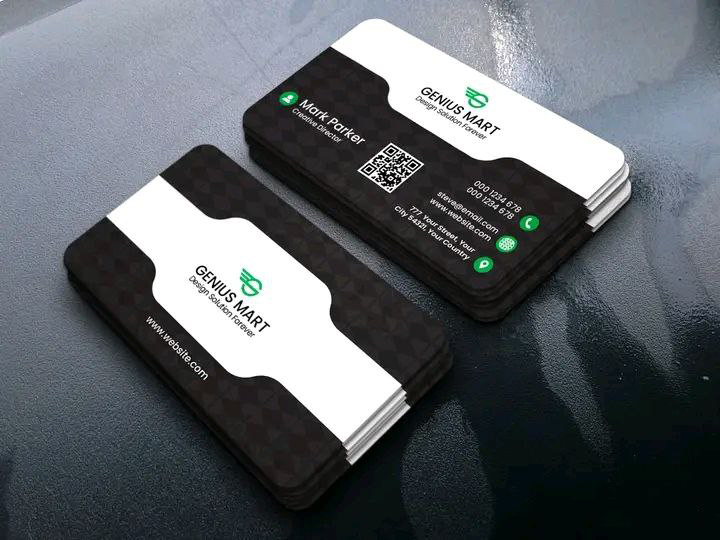 GENIUS MART
Design Solution Forever
Mark Parker
Creative Director
000 1234 678
000 1234 678
steve@email.com
www.website.com
777 Your Street, Your
City 54321, Your Country
GENIUS MART
Design Solution Forever
www.website.com